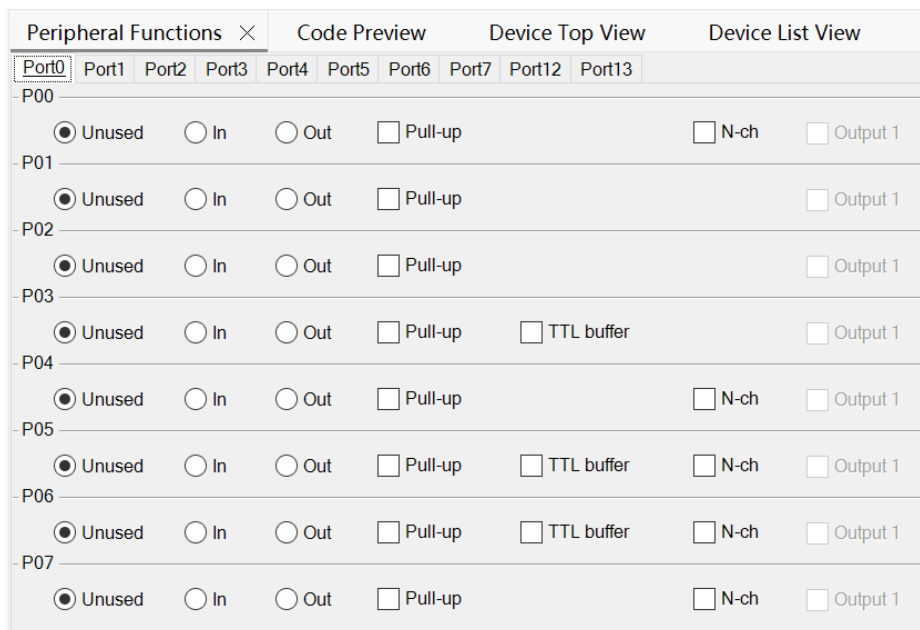 Peripheral Functions Code Preview Device Top View Device List View
Port0 Port1 Port2 Port3 Port4 Port5 Port6 Port7 Port12 Port13
P00
Unused In Out Pull-up N-ch Output 1
P01
Unused In Out Pull-up Output 1
P02
Unused In Out Pull-up Output 1
P03
Unused In Out Pull-up TTL buffer Output 1
P04
Unused In Out Pull-up N-ch Output 1
P05
Unused In Out Pull-up TTL buffer N-ch Output 1
P06
Unused In Out Pull-up TTL buffer N-ch Output 1
P07
Unused In Out Pull-up N-ch Output 1